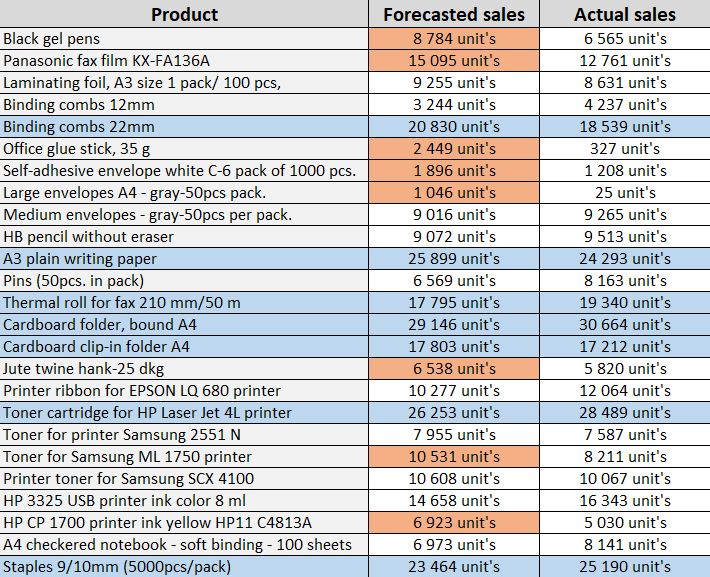 Product Forecasted sales Actual sales
Black gel pens 8 784 unit's 6 565 unit's
Panasonic fax film KX-FA136A 15 095 unit's 12 761 unit's
Laminating foil, A3 size 1 pack/ 100 pcs, 9 255 unit's 8 631 unit's
Binding combs 12mm 3 244 unit's 4 237 unit's
Binding combs 22mm 20 830 unit's 18 539 unit's
Office glue stick, 35 g 2 449 unit's 327 unit's
Self-adhesive envelope white C-6 pack of 1000 pcs. 1 896 unit's 1 208 unit's
Large envelopes A4 - gray-50pcs pack. 1 046 unit's 25 unit's
Medium envelopes - gray-50pcs per pack. 9 016 unit's 9 265 unit's
HB pencil without eraser 9 072 unit's 9 513 unit's
A3 plain writing paper 25 899 unit's 24 293 unit's
Pins (50pcs. in pack) 6 569 unit's 8 163 unit's
Thermal roll for fax 210 mm/50 m 17 795 unit's 19 340 unit's
Cardboard folder, bound A4 29 146 unit's 30 664 unit's
Cardboard clip-in folder A4 17 803 unit's 17 212 unit's
Jute twine hank-25 dkg 6 538 unit's 5 820 unit's
Printer ribbon for EPSON LQ 680 printer 10 277 unit's 12 064 unit's
Toner cartridge for HP Laser Jet 4L printer 26 253 unit's 28 489 unit's
Toner for printer Samsung 2551 N 7 955 unit's 7 587 unit's
Toner for Samsung ML 1750 printer 10 531 unit's 8 211 unit's
Printer toner for Samsung SCX 4100 10 608 unit's 10 067 unit's
HP 3325 USB printer ink color 8 ml 14 658 unit's 16 343 unit's
HP CP 1700 printer ink yellow HP11 C4813A 6 923 unit's 5 030 unit's
A4 checkered notebook - soft binding - 100 sheets 6 973 unit's 8 141 unit's
Staples 9/10mm (5000pcs/pack) 23 464 unit's 25 190 unit's